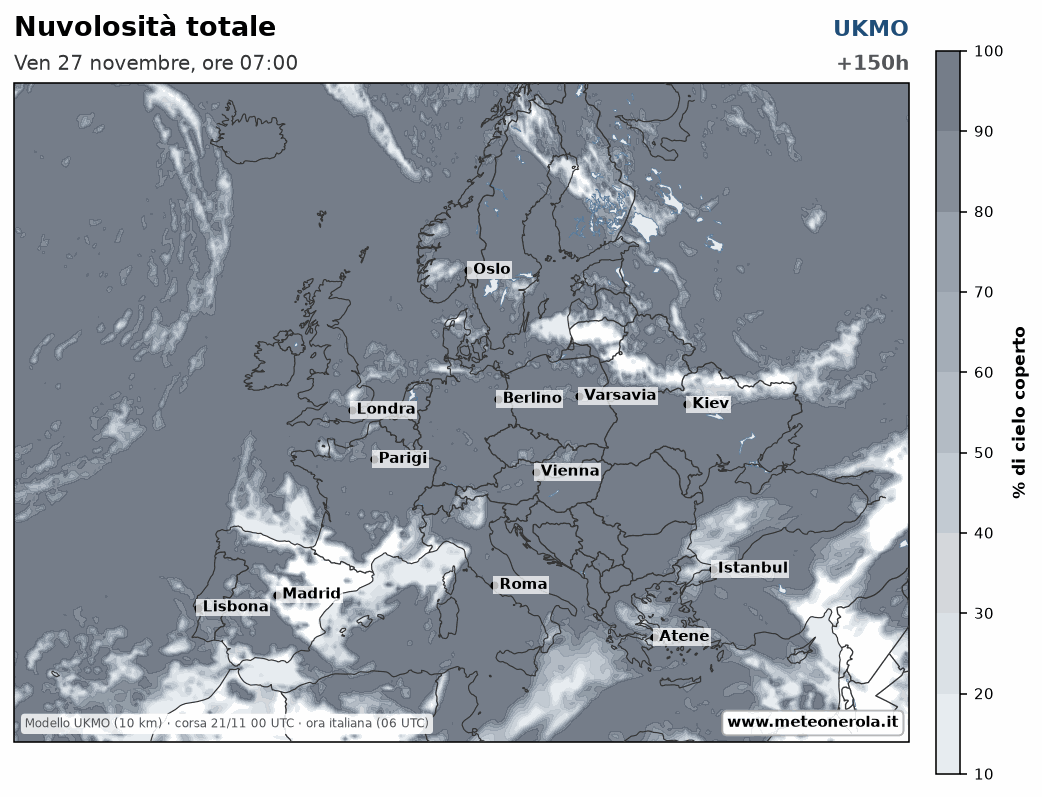 Nuvolosità totale
UKMO
Ven 27 novembre, ore 07:00
+150h
100
90
80
70
60
50
40
30
20
10
% di cielo coperto
Oslo
Londra
Berlino
Varsavia
Kiev
Parigi
Vienna
Istanbul
Roma
Madrid
Lisbona
Atene
Modello UKMO (10 km) · corsa 21/11 00 UTC · ora italiana (06 UTC)
www.meteonerola.it